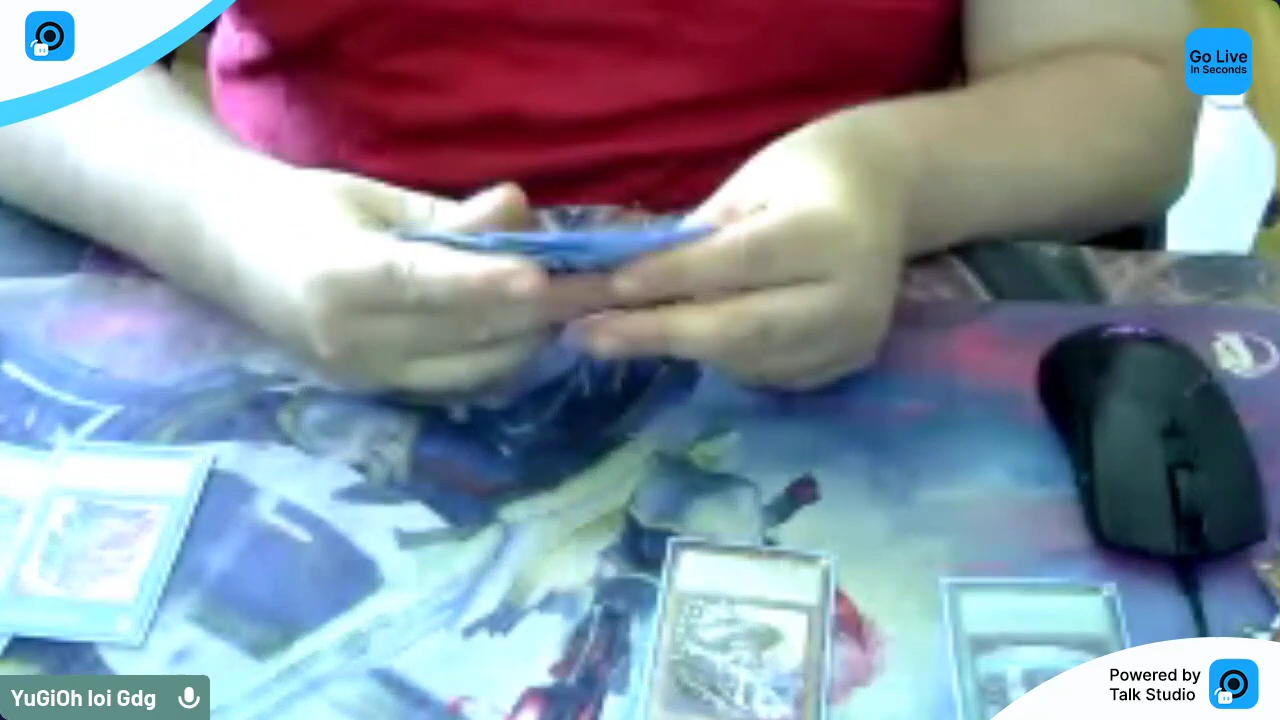 Go Live
In Seconds
YuGiOh loi Gdg
Powered by
Talk Studio